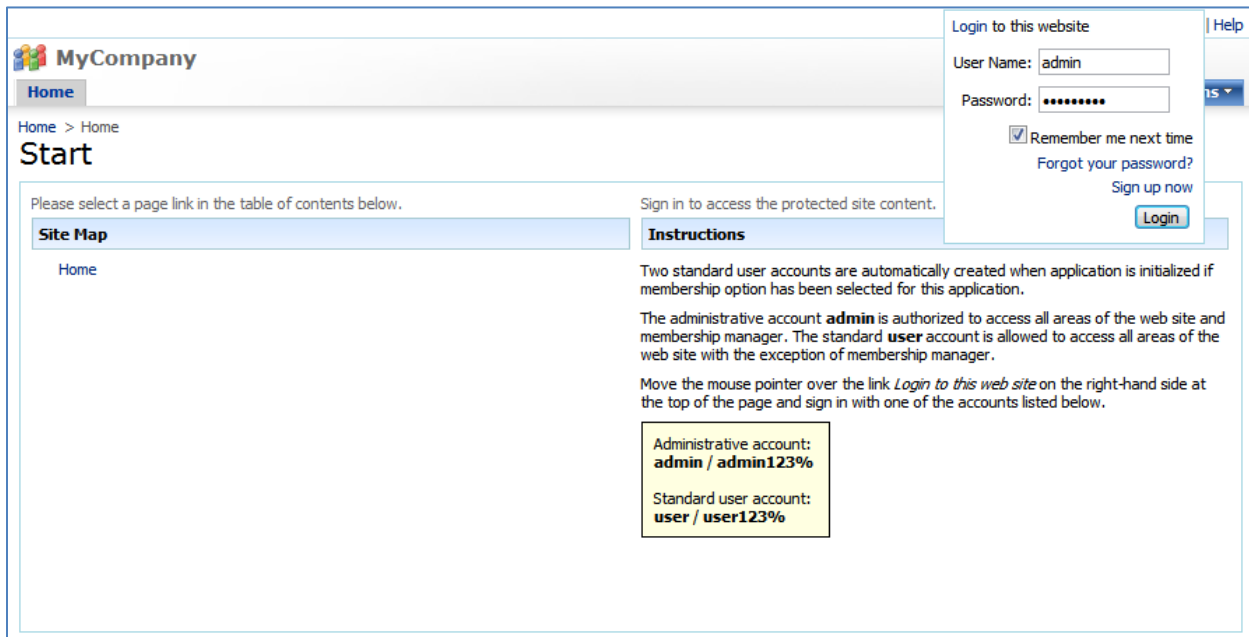 Login to this website
| Help
MyCompany
User Name: admin
Home
Password: •••••••••
Home > Home
Remember me next time
Start
Forgot your password?
Sign up now
Please select a page link in the table of contents below.
Sign in to access the protected site content.
Login
Site Map
Instructions
Home
Two standard user accounts are automatically created when application is initialized if
membership option has been selected for this application.
The administrative account admin is authorized to access all areas of the web site and
membership manager. The standard user account is allowed to access all areas of the
web site with the exception of membership manager.
Move the mouse pointer over the link Login to this web site on the right-hand side at
the top of the page and sign in with one of the accounts listed below.
Administrative account:
admin / admin123%
Standard user account:
user / user123%